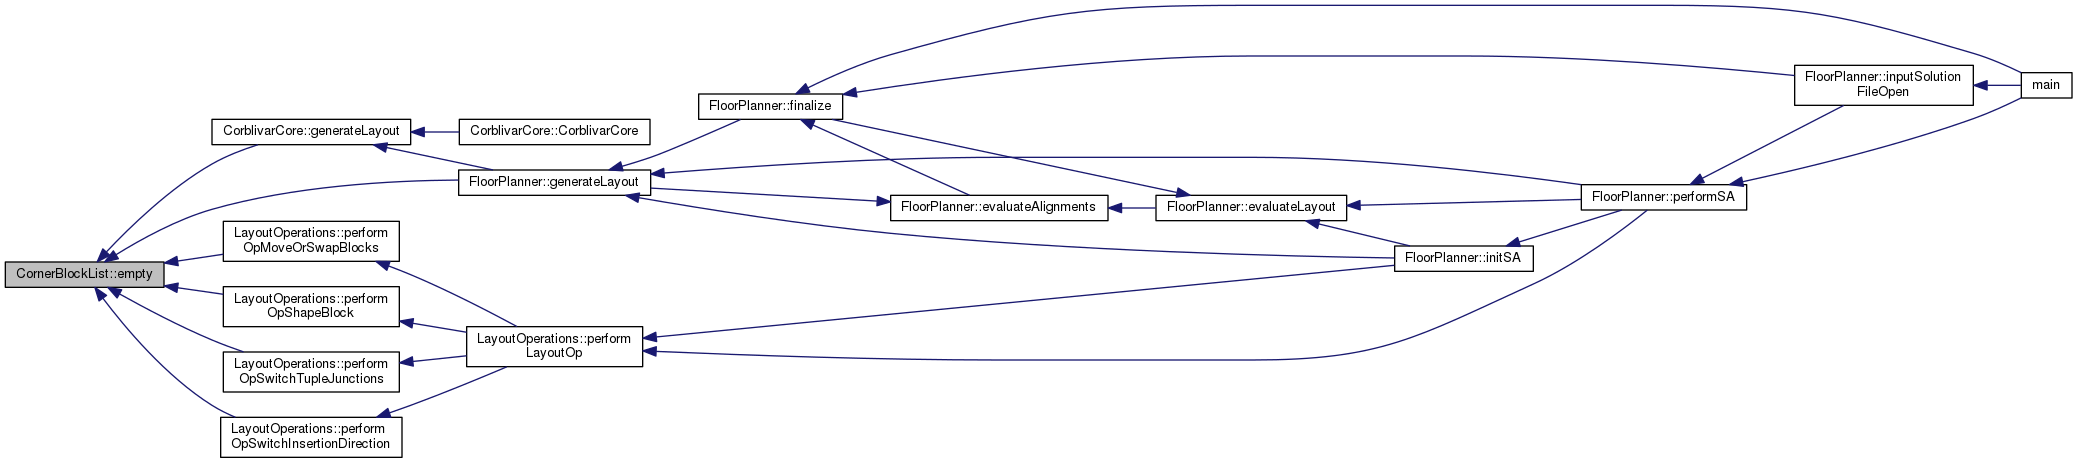 CornerBlockList::empty
CorblivarCore::generateLayout
CorblivarCore::CorblivarCore
FloorPlanner::generateLayout
FloorPlanner::finalize
FloorPlanner::evaluateAlignments
FloorPlanner::evaluateLayout
FloorPlanner::initSA
FloorPlanner::performSA
FloorPlanner::inputSolution
FileOpen
main
LayoutOperations::perform
OpMoveOrSwapBlocks
LayoutOperations::perform
OpShapeBlock
LayoutOperations::perform
OpSwitchTupleJunctions
LayoutOperations::perform
OpSwitchInsertionDirection
LayoutOperations::perform
LayoutOp